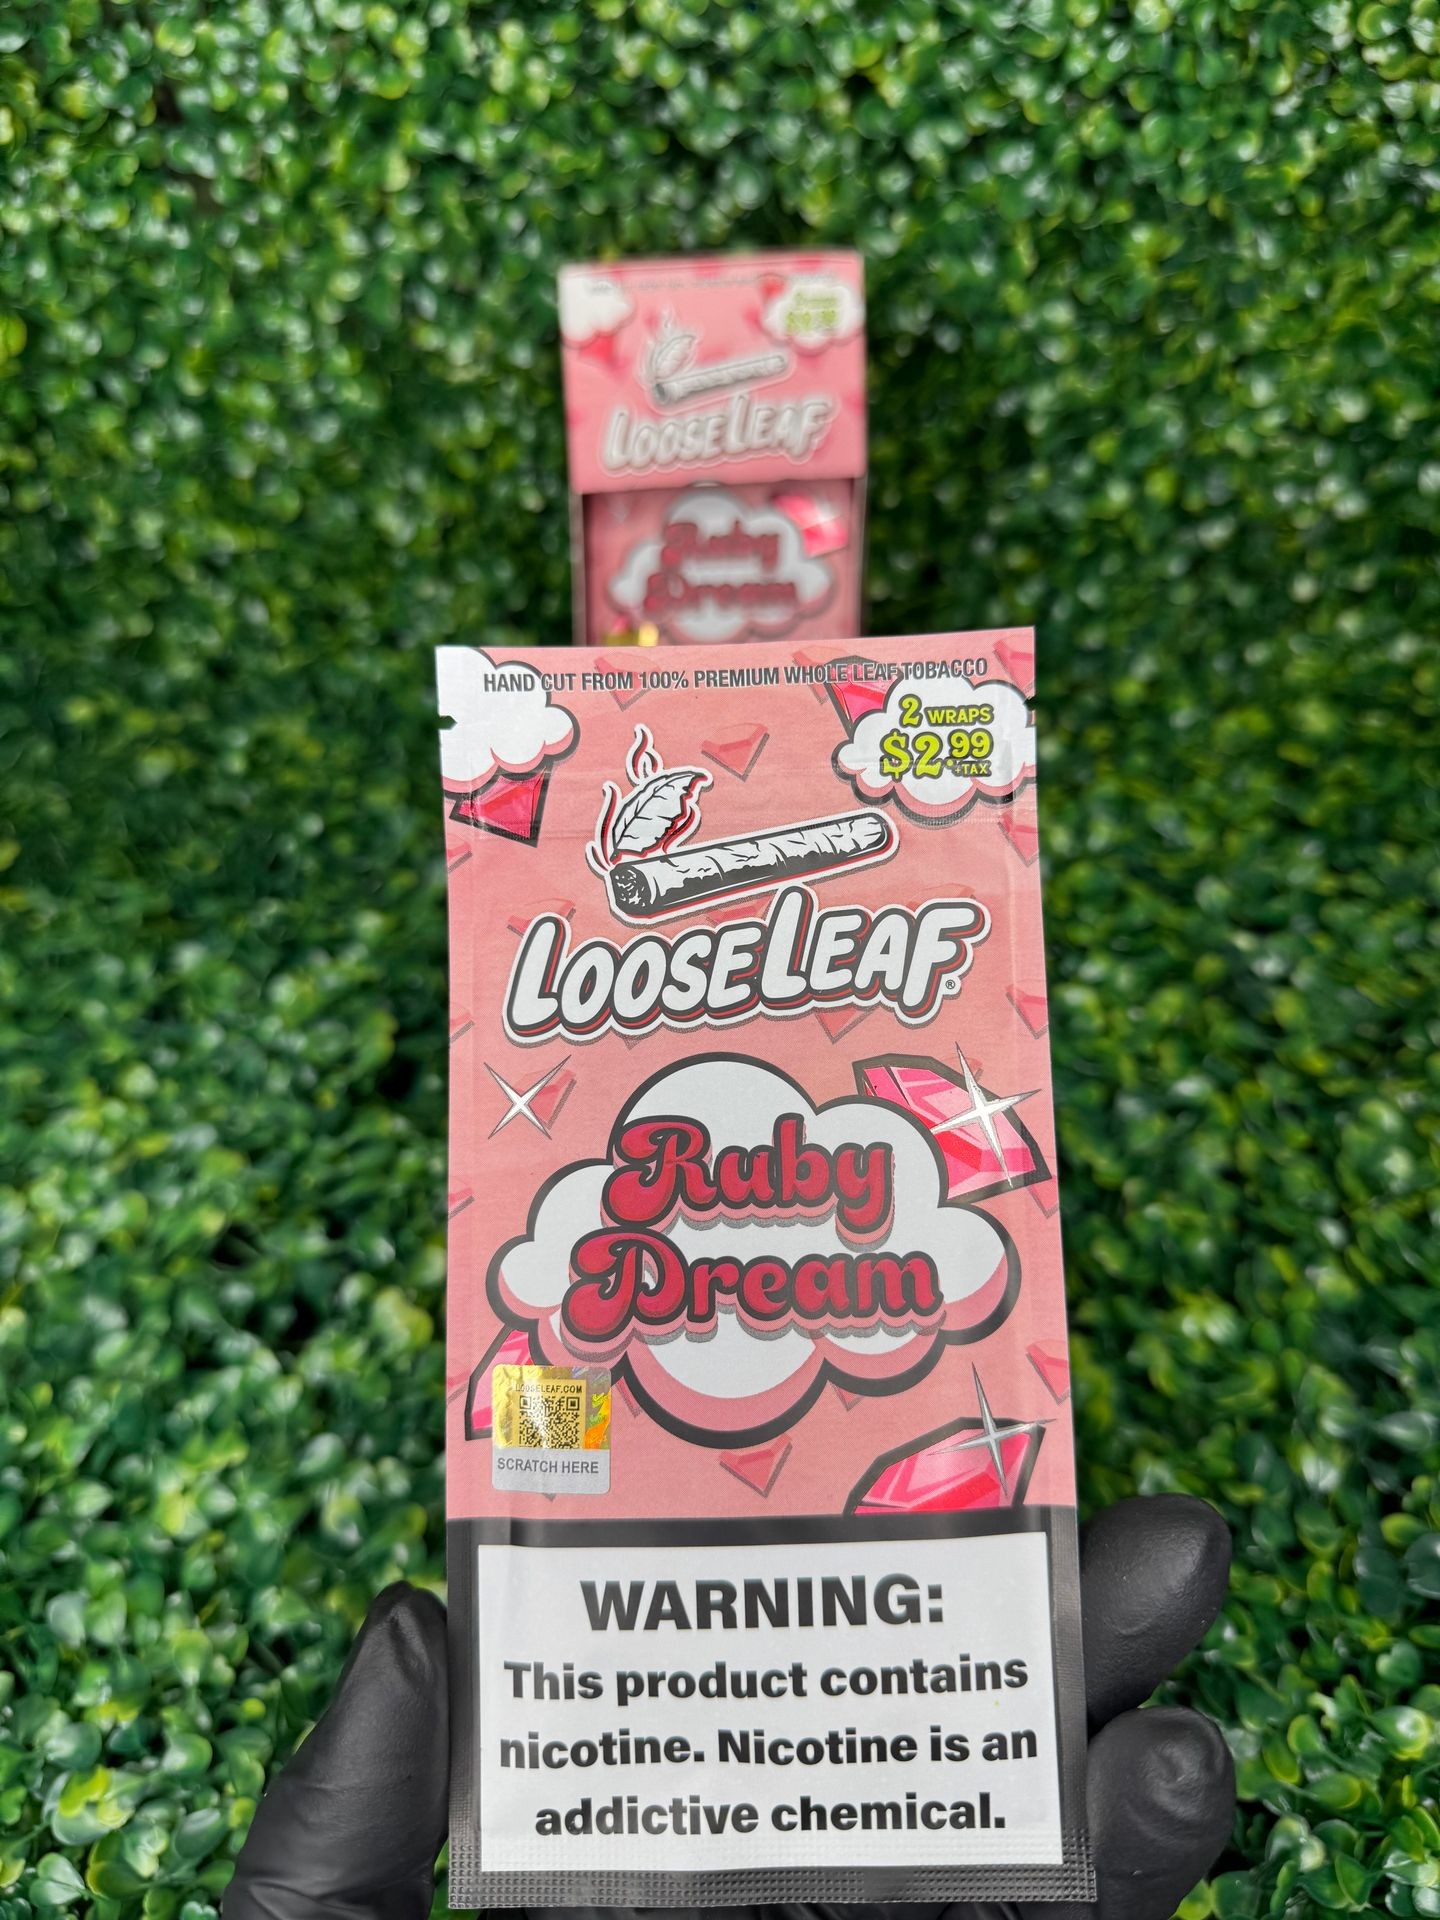 LOOSELEAF
Ruby
Dream
HAND CUT FROM 100% PREMIUM WHOLE LEAF TOBACCO
2 WRAPS
$2.99
+TAX
LOOSELEAF®
Ruby
Dream
LOOSELEAF.COM
SCRATCH HERE
WARNING:
This product contains
nicotine. Nicotine is an
addictive chemical.